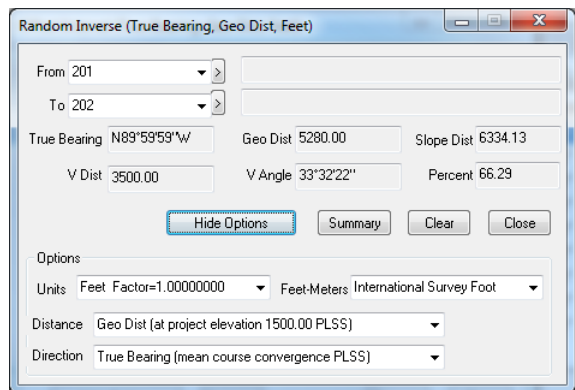 Random Inverse (True Bearing, Geo Dist, Feet)
From 201 >
To 202 >
True Bearing N89°59'59"W Geo Dist 5280.00 Slope Dist 6334.13
V Dist 3500.00 V Angle 33°32'22" Percent 66.29
Hide Options Summary Clear Close
Options
Units Feet Factor=1.00000000 Feet-Meters International Survey Foot
Distance Geo Dist (at project elevation 1500.00 PLSS)
Direction True Bearing (mean course convergence PLSS)